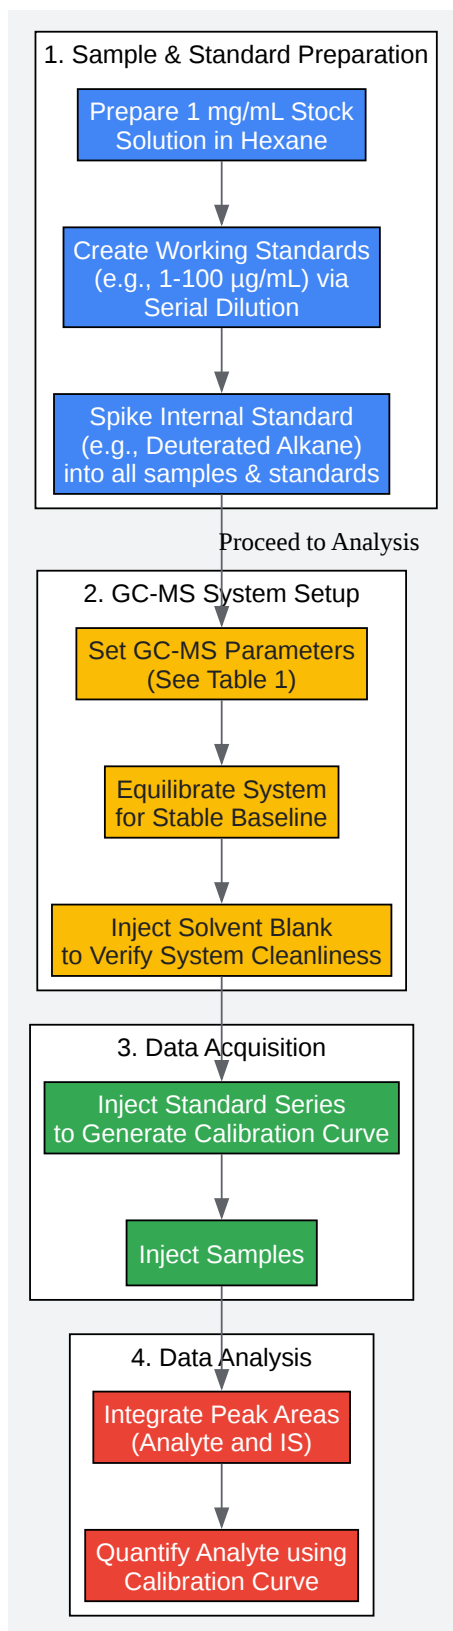 1. Sample & Standard Preparation
Prepare 1 mg/mL Stock
Solution in Hexane
Create Working Standards
(e.g., 1-100 µg/mL) via
Serial Dilution
Spike Internal Standard
(e.g., Deuterated Alkane)
into all samples & standards
Proceed to Analysis
2. GC-MS System Setup
Set GC-MS Parameters
(See Table 1)
Equilibrate System
for Stable Baseline
Inject Solvent Blank
to Verify System Cleanliness
3. Data Acquisition
Inject Standard Series
to Generate Calibration Curve
Inject Samples
4. Data Analysis
Integrate Peak Areas
(Analyte and IS)
Quantify Analyte using
Calibration Curve